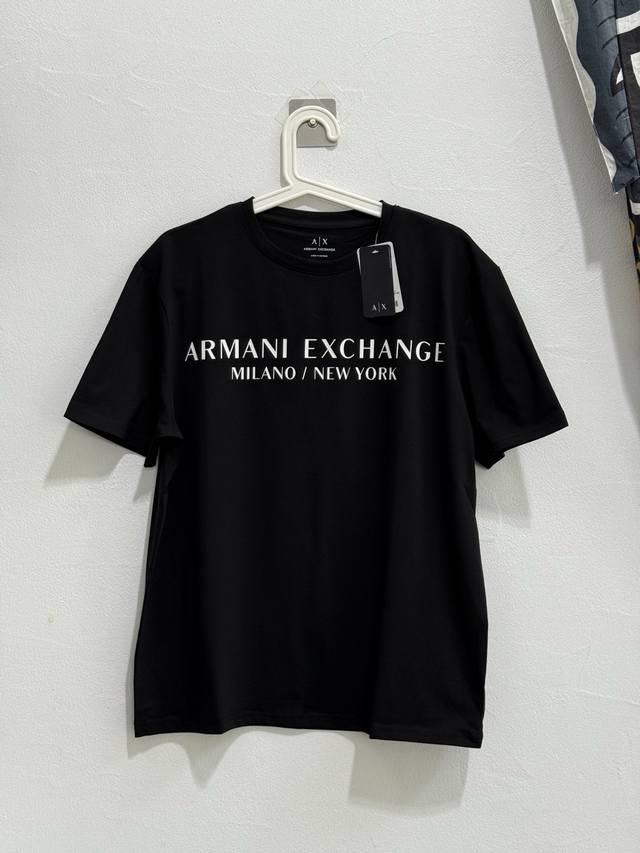 A|X
ARMANI EXCHANGE
A|X
ARMANI EXCHANGE
MILANO / NEW YORK